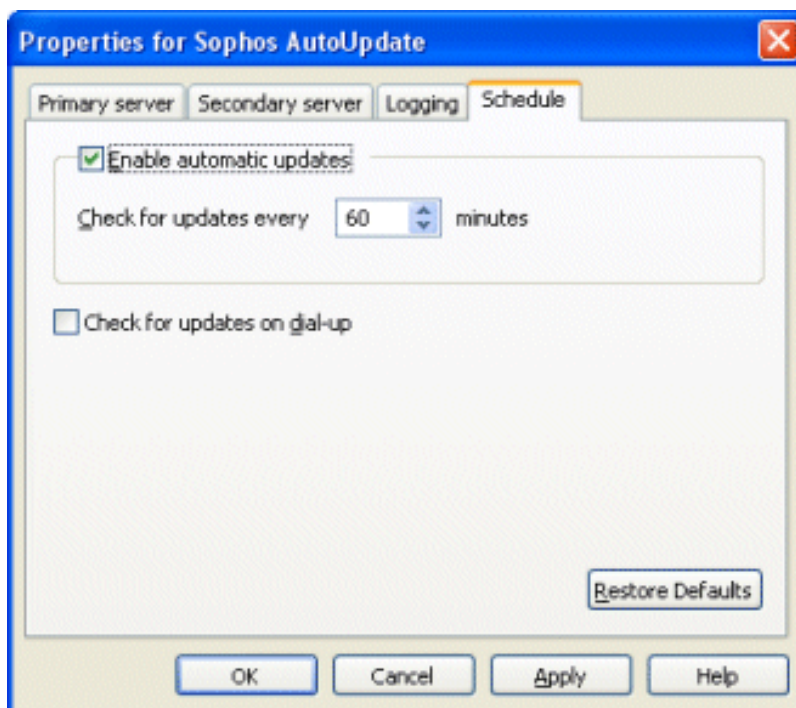 Properties for Sophos AutoUpdate
Primary server Secondary server Logging Schedule
Enable automatic updates
Check for updates every 60 minutes
Check for updates on dial-up
Restore Defaults
OK Cancel Apply Help